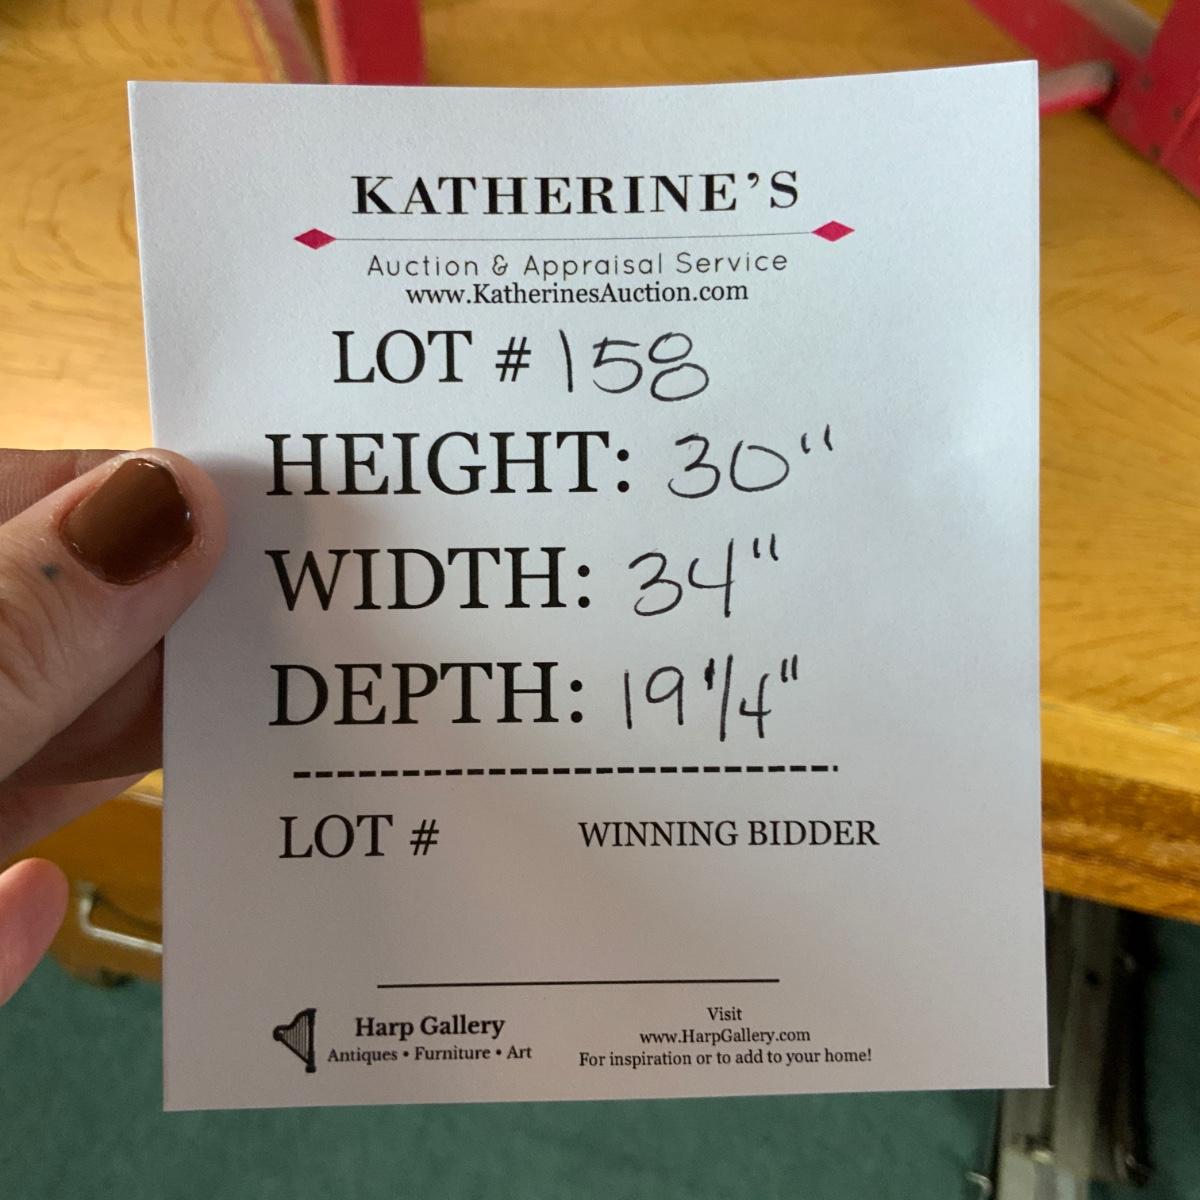 KATHERINE'S
Auction & Appraisal Service
www.KatherinesAuction.com
LOT # 158
HEIGHT: 30"
WIDTH: 34"
DEPTH: 19 1/4"
LOT # WINNING BIDDER
Harp Gallery
Antiques • Furniture • Art
Visit
www.HarpGallery.com
For inspiration or to add to your home!